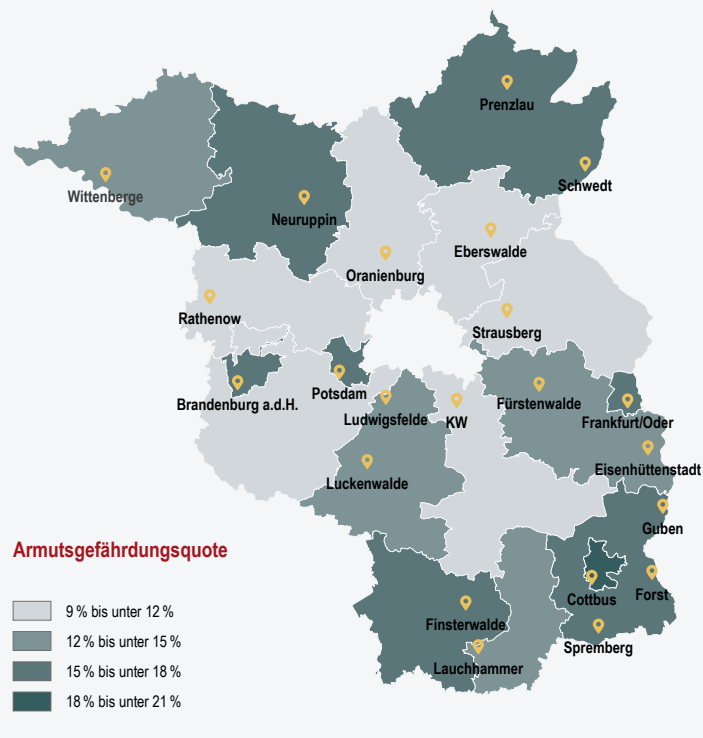 Prenzlau
Schwedt
Wittenberge
Neuruppin
Eberswalde
Oranienburg
Rathenow
Strausberg
Potsdam
Brandenburg a.d.H.
Ludwigsfelde
KW
Fürstenwalde
Frankfurt/Oder
Eisenhüttenstadt
Luckenwalde
Guben
Cottbus
Forst
Finsterwalde
Spremberg
Lauchhammer
Armutsgefährdungsquote
9 % bis unter 12 %
12 % bis unter 15 %
15 % bis unter 18 %
18 % bis unter 21 %